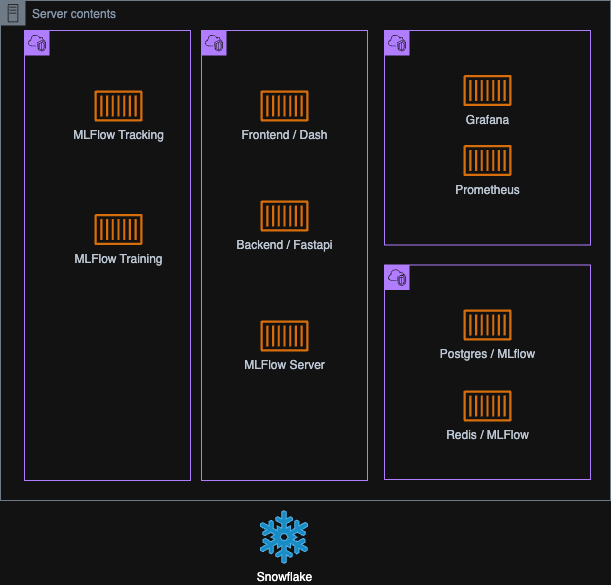 Server contents
MLFlow Tracking
MLFlow Training
Frontend / Dash
Backend / Fastapi
MLFlow Server
Grafana
Prometheus
Postgres / MLflow
Redis / MLFlow
Snowflake